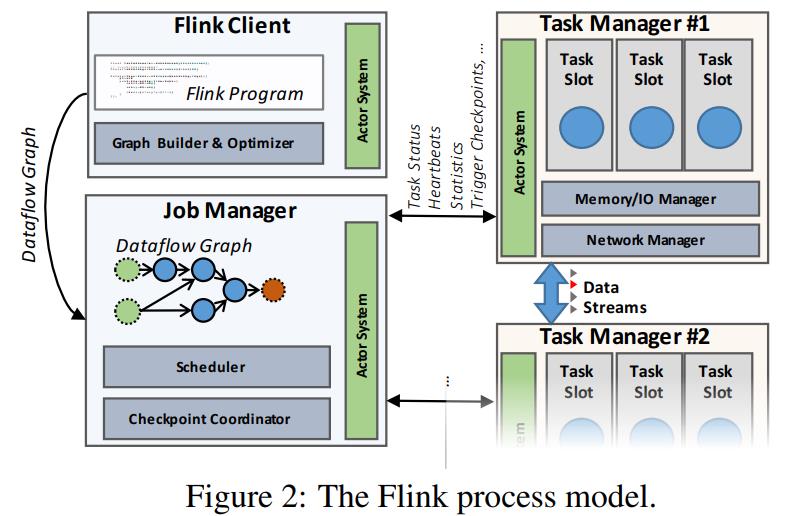 Flink Client
Flink Program
Graph Builder & Optimizer
Actor System
Dataflow Graph
Job Manager
Dataflow Graph
Scheduler
Checkpoint Coordinator
Actor System
Task Status
Heartbeats
Statistics
Trigger Checkpoints, ...
...
Task Manager #1
Actor System
Task
Slot
Task
Slot
Task
Slot
Memory/IO Manager
Network Manager
Data
Streams
Task Manager #2
Task
Slot
Task
Slot
Task
Slot
Figure 2: The Flink process model.